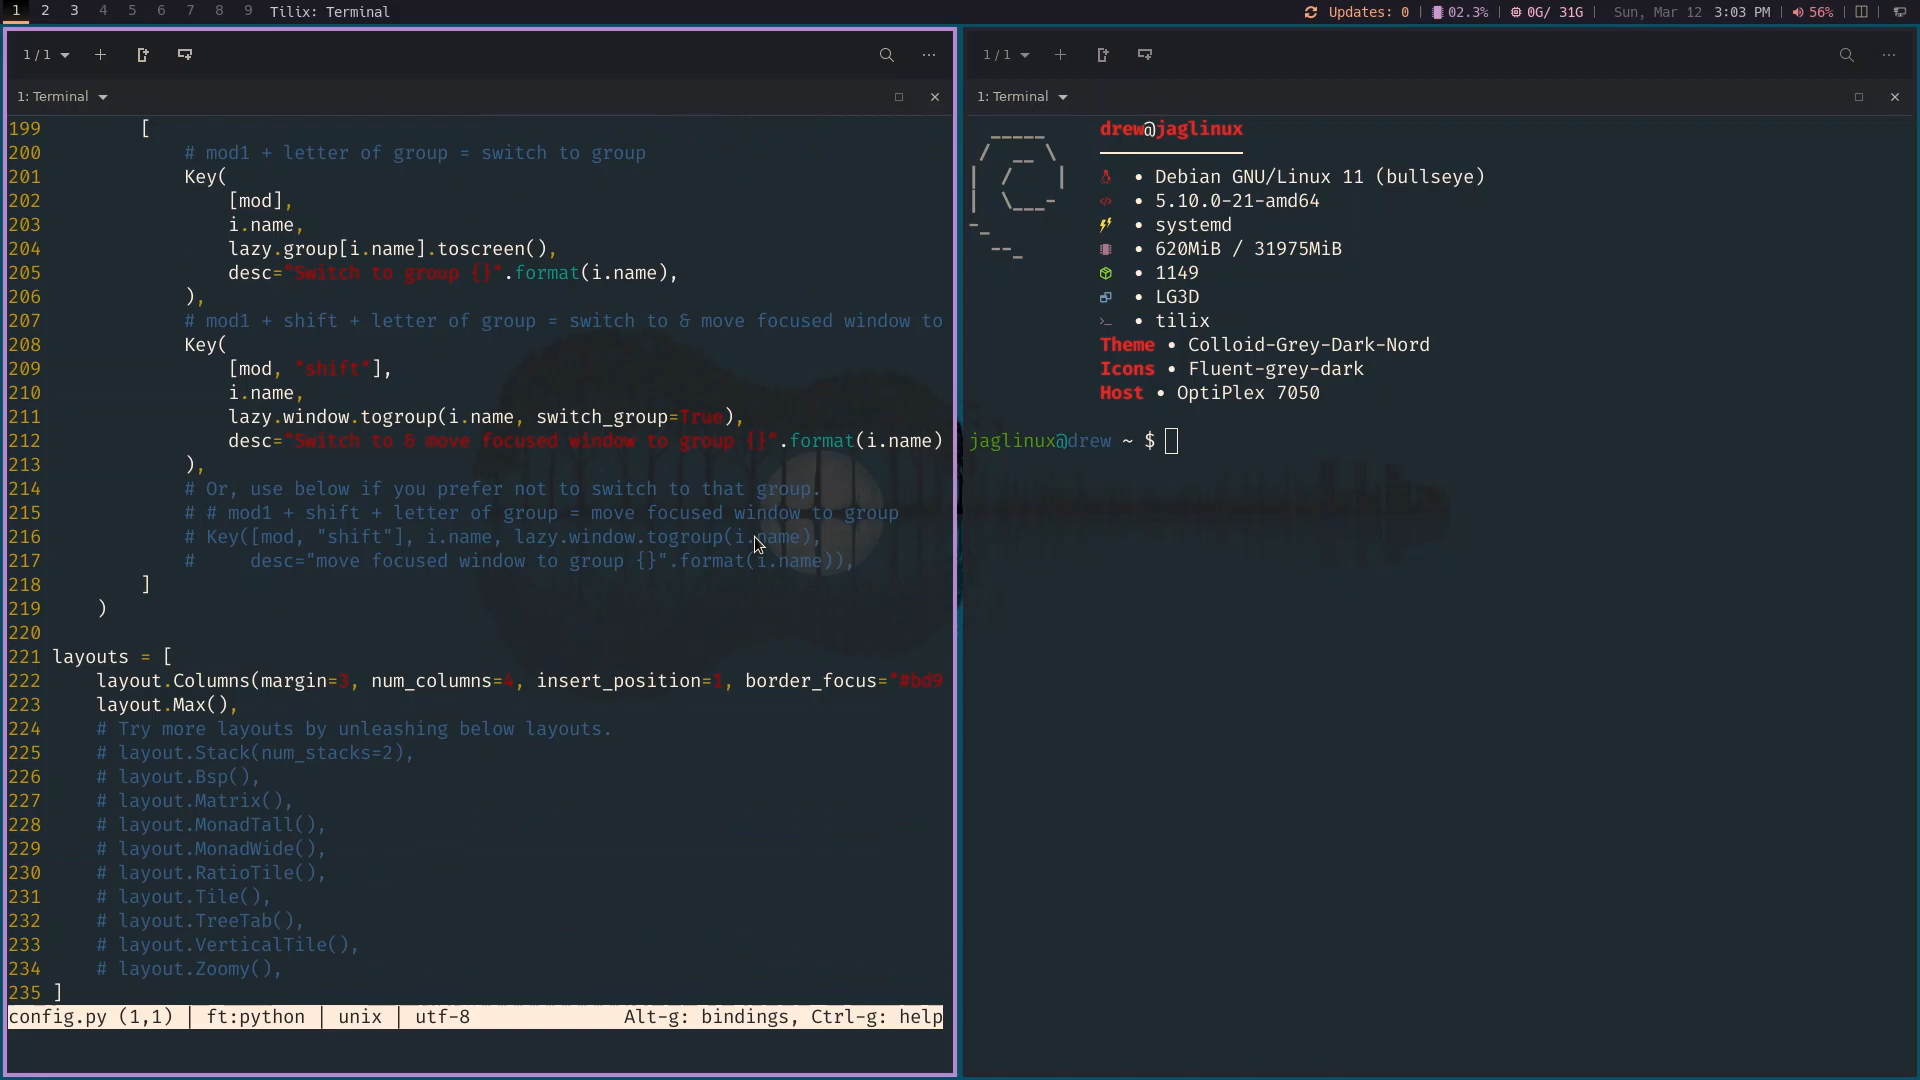 1 2 3 4 5 6 7 8 9 Tilix: Terminal
Updates: 0 | 02.3% | 0G/ 31G | Sun, Mar 12 3:03 PM | 56% |
1 / 1
1: Terminal
199 [
200 # mod1 + letter of group = switch to group
201 Key(
202 [mod],
203 i.name,
204 lazy.group[i.name].toscreen(),
205 desc="Switch to group {}".format(i.name),
206 ),
207 # mod1 + shift + letter of group = switch to & move focused window to
208 Key(
209 [mod, "shift"],
210 i.name,
211 lazy.window.togroup(i.name, switch_group=True),
212 desc="Switch to & move focused window to group {}".format(i.name)
213 ),
214 # Or, use below if you prefer not to switch to that group.
215 # # mod1 + shift + letter of group = move focused window to group
216 # Key([mod, "shift"], i.name, lazy.window.togroup(i.name),
217 # desc="move focused window to group {}".format(i.name)),
218 ]
219 )
220
221 layouts = [
222 layout.Columns(margin=3, num_columns=4, insert_position=1, border_focus="#bd9
223 layout.Max(),
224 # Try more layouts by unleashing below layouts.
225 # layout.Stack(num_stacks=2),
226 # layout.Bsp(),
227 # layout.Matrix(),
228 # layout.MonadTall(),
229 # layout.MonadWide(),
230 # layout.RatioTile(),
231 # layout.Tile(),
232 # layout.TreeTab(),
233 # layout.VerticalTile(),
234 # layout.Zoomy(),
235 ]
config.py (1,1) | ft:python | unix | utf-8 Alt-g: bindings, Ctrl-g: help
1 / 1
1: Terminal
drew@jaglinux
• Debian GNU/Linux 11 (bullseye)
• 5.10.0-21-amd64
• systemd
• 620MiB / 31975MiB
• 1149
• LG3D
• tilix
Theme • Colloid-Grey-Dark-Nord
Icons • Fluent-grey-dark
Host • OptiPlex 7050
jaglinux@drew ~ $